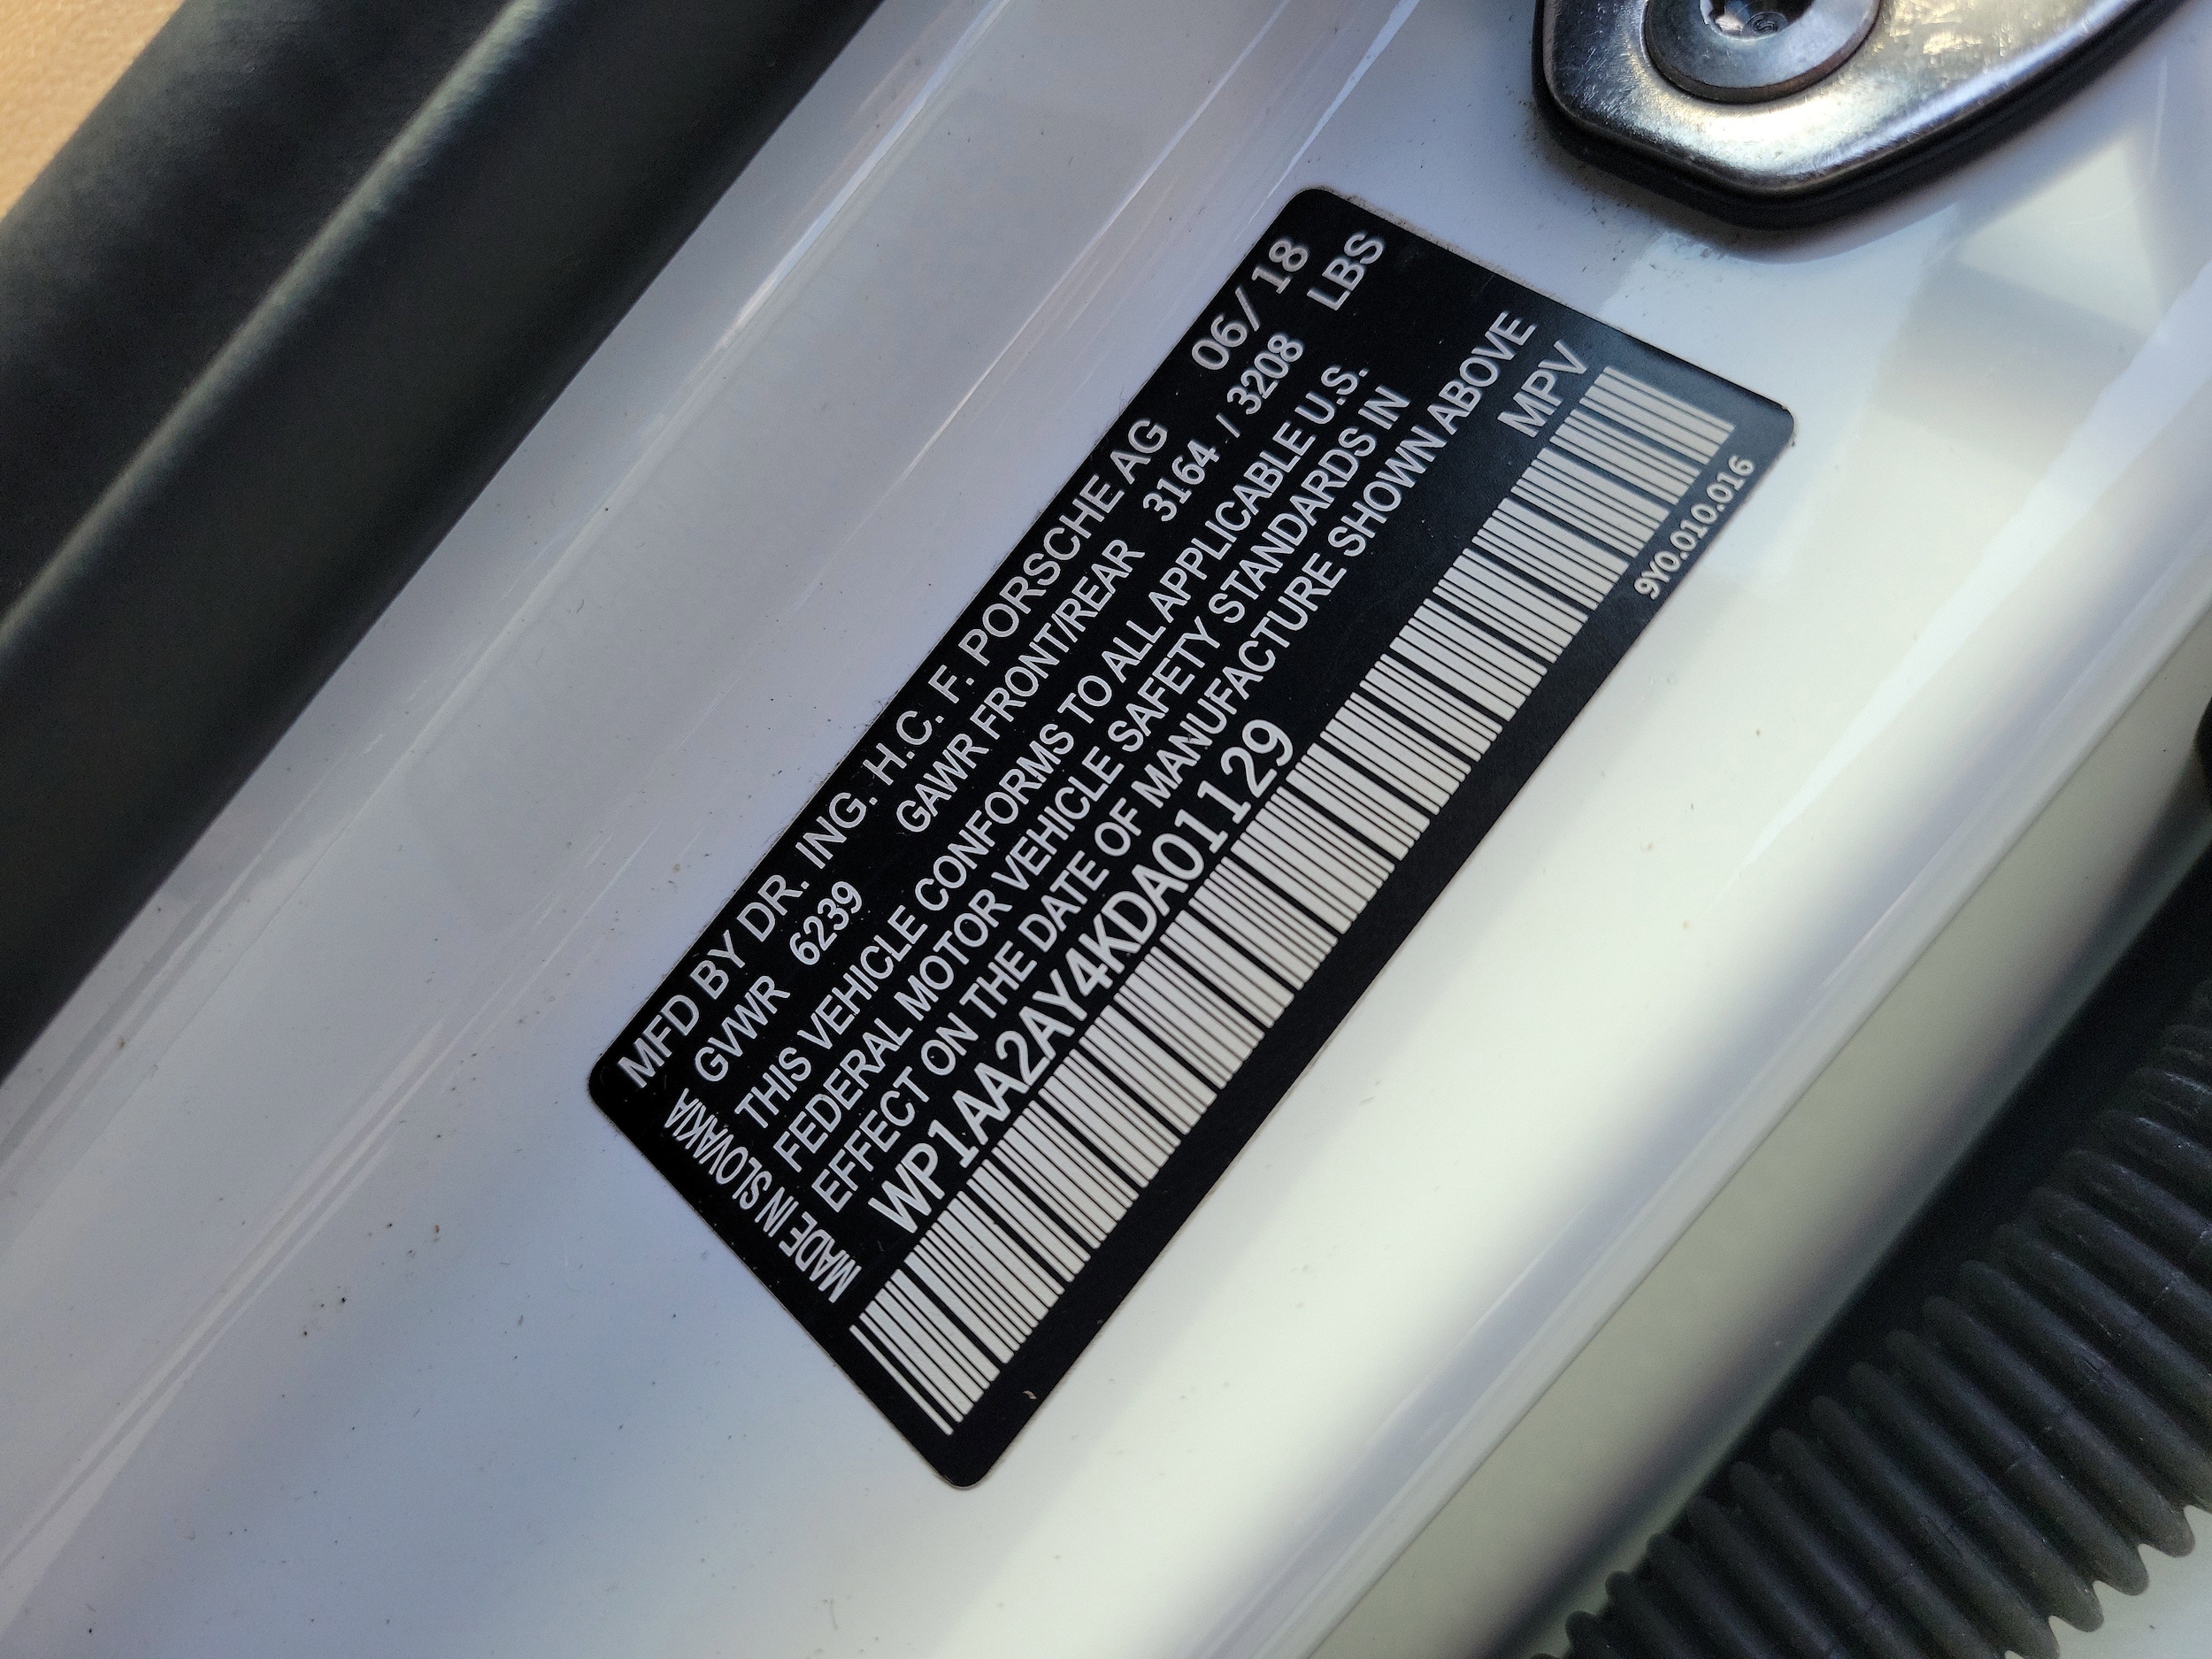 MFD BY DR. ING. H.C. F. PORSCHE AG 06/18
GVWR 6239 GAWR FRONT/REAR 3164 / 3208 LBS
THIS VEHICLE CONFORMS TO ALL APPLICABLE U.S.
FEDERAL MOTOR VEHICLE SAFETY STANDARDS IN
EFFECT ON THE DATE OF MANUFACTURE SHOWN ABOVE
WP1AA2AY4KDA01129 MPV
9Y0.010.016
MADE IN SLOVAKIA